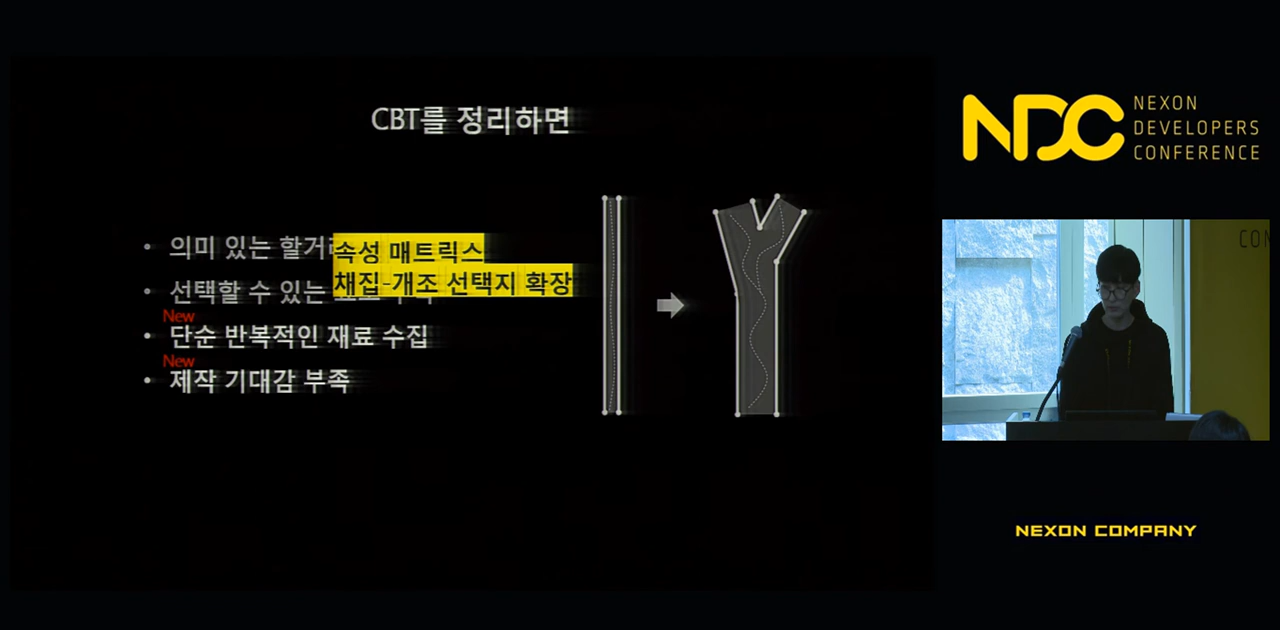 CBT를 정리하면
• 의미 있는 할거
속성 매트릭스
• 선택할 수 있는
채집-개조 선택지 확장
New
• 단순 반복적인 재료 수집
New
• 제작 기대감 부족
NDC
NEXON
DEVELOPERS
CONFERENCE
CON
NEXON COMPANY